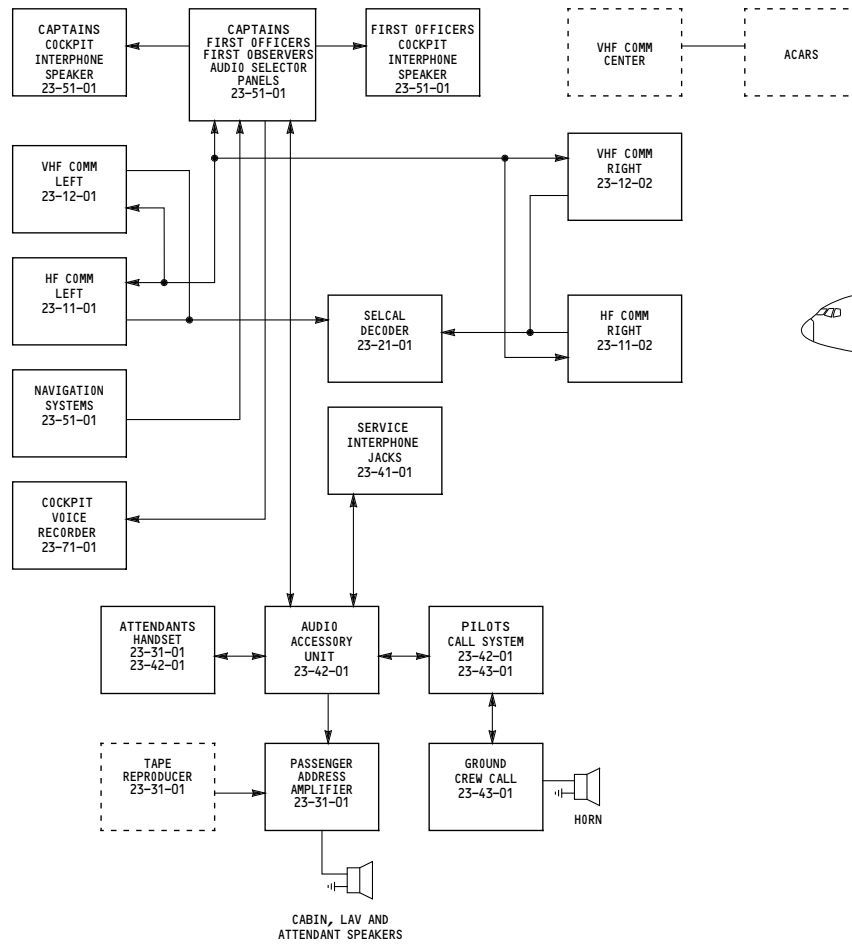 CAPTAINS
COCKPIT
INTERPHONE
SPEAKER
23-51-01
CAPTAINS
FIRST OFFICERS
FIRST OBSERVERS
AUDIO SELECTOR
PANELS
23-51-01
FIRST OFFICERS
COCKPIT
INTERPHONE
SPEAKER
23-51-01
VHF COMM
CENTER
ACARS
VHF COMM
LEFT
23-12-01
VHF COMM
RIGHT
23-12-02
HF COMM
LEFT
23-11-01
SELCAL
DECODER
23-21-01
HF COMM
RIGHT
23-11-02
NAVIGATION
SYSTEMS
23-51-01
SERVICE
INTERPHONE
JACKS
23-41-01
COCKPIT
VOICE
RECORDER
23-71-01
ATTENDANTS
HANDSET
23-31-01
23-42-01
AUDIO
ACCESSORY
UNIT
23-42-01
PILOTS
CALL SYSTEM
23-42-01
23-43-01
TAPE
REPRODUCER
23-31-01
PASSENGER
ADDRESS
AMPLIFIER
23-31-01
GROUND
CREW CALL
23-43-01
HORN
CABIN, LAV AND
ATTENDANT SPEAKERS